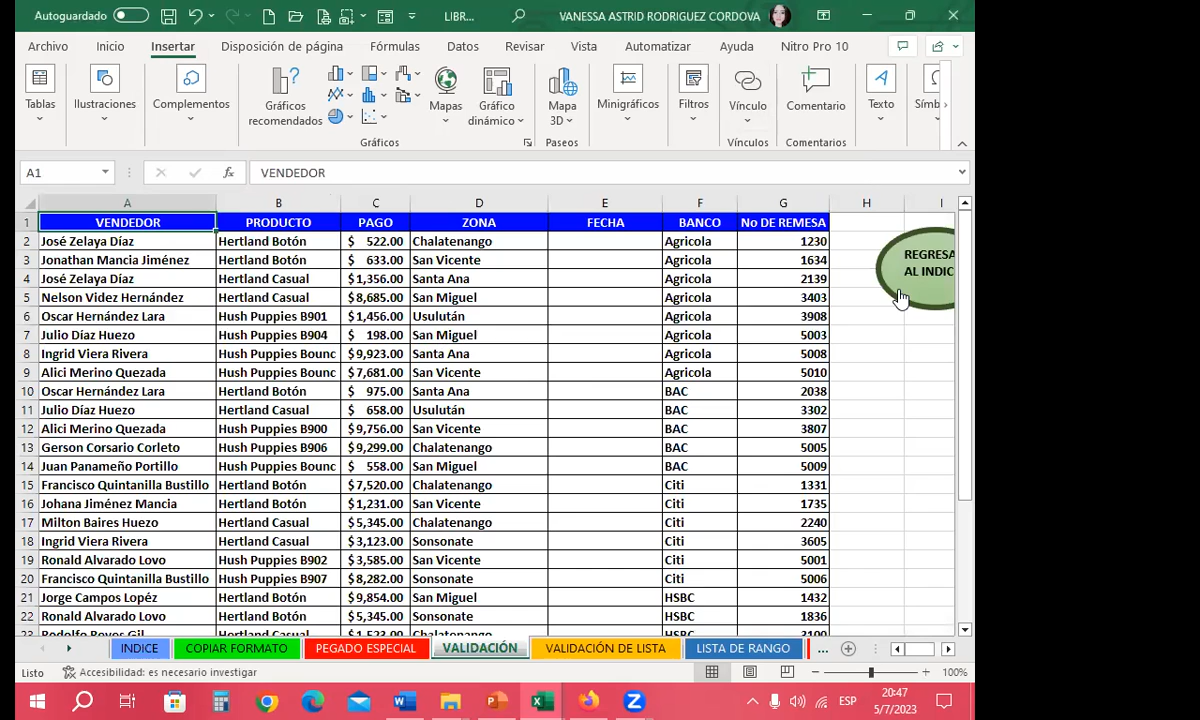 Autoguardado LIBR... VANESSA ASTRID RODRIGUEZ CORDOVA
Archivo Inicio Insertar Disposición de página Fórmulas Datos Revisar Vista Automatizar Ayuda Nitro Pro 10
Tablas Ilustraciones Complementos Gráficos recomendados Mapas Gráfico dinámico Mapa 3D Minigráficos Filtros Vínculo Comentario Texto Símb
Gráficos Paseos Vínculos Comentarios
A1 fx VENDEDOR
A B C D E F G H I
1 VENDEDOR PRODUCTO PAGO ZONA FECHA BANCO No DE REMESA
2 José Zelaya Díaz Hertland Botón $ 522.00 Chalatenango Agricola 1230
3 Jonathan Mancia Jiménez Hertland Botón $ 633.00 San Vicente Agricola 1634
4 José Zelaya Díaz Hertland Casual $ 1,356.00 Santa Ana Agricola 2139
5 Nelson Videz Hernández Hertland Casual $ 8,685.00 San Miguel Agricola 3403
6 Oscar Hernández Lara Hush Puppies B901 $ 1,456.00 Usulután Agricola 3908
7 Julio Díaz Huezo Hush Puppies B904 $ 198.00 San Miguel Agricola 5003
8 Ingrid Viera Rivera Hush Puppies Bounc $ 9,923.00 Santa Ana Agricola 5008
9 Alici Merino Quezada Hush Puppies Bounc $ 7,681.00 San Vicente Agricola 5010
10 Oscar Hernández Lara Hertland Botón $ 975.00 Santa Ana BAC 2038
11 Julio Díaz Huezo Hertland Casual $ 658.00 Usulután BAC 3302
12 Alici Merino Quezada Hush Puppies B900 $ 9,756.00 San Vicente BAC 3807
13 Gerson Corsario Corleto Hush Puppies B906 $ 9,299.00 Chalatenango BAC 5005
14 Juan Panameño Portillo Hush Puppies Bounc $ 558.00 San Miguel BAC 5009
15 Francisco Quintanilla Bustillo Hertland Botón $ 7,520.00 Chalatenango Citi 1331
16 Johana Jiménez Mancia Hertland Botón $ 1,231.00 San Vicente Citi 1735
17 Milton Baires Huezo Hertland Casual $ 5,345.00 Chalatenango Citi 2240
18 Ingrid Viera Rivera Hertland Casual $ 3,123.00 Sonsonate Citi 3605
19 Ronald Alvarado Lovo Hush Puppies B902 $ 3,585.00 San Vicente Citi 5001
20 Francisco Quintanilla Bustillo Hush Puppies B907 $ 8,282.00 Sonsonate Citi 5006
21 Jorge Campos Lopéz Hertland Botón $ 9,854.00 San Miguel HSBC 1432
22 Ronald Alvarado Lovo Hertland Botón $ 5,345.00 Sonsonate HSBC 1836
REGRESA
AL INDIC
INDICE COPIAR FORMATO PEGADO ESPECIAL VALIDACIÓN VALIDACIÓN DE LISTA LISTA DE RANGO ...
Listo Accesibilidad: es necesario investigar 100%
ESP 20:47
5/7/2023